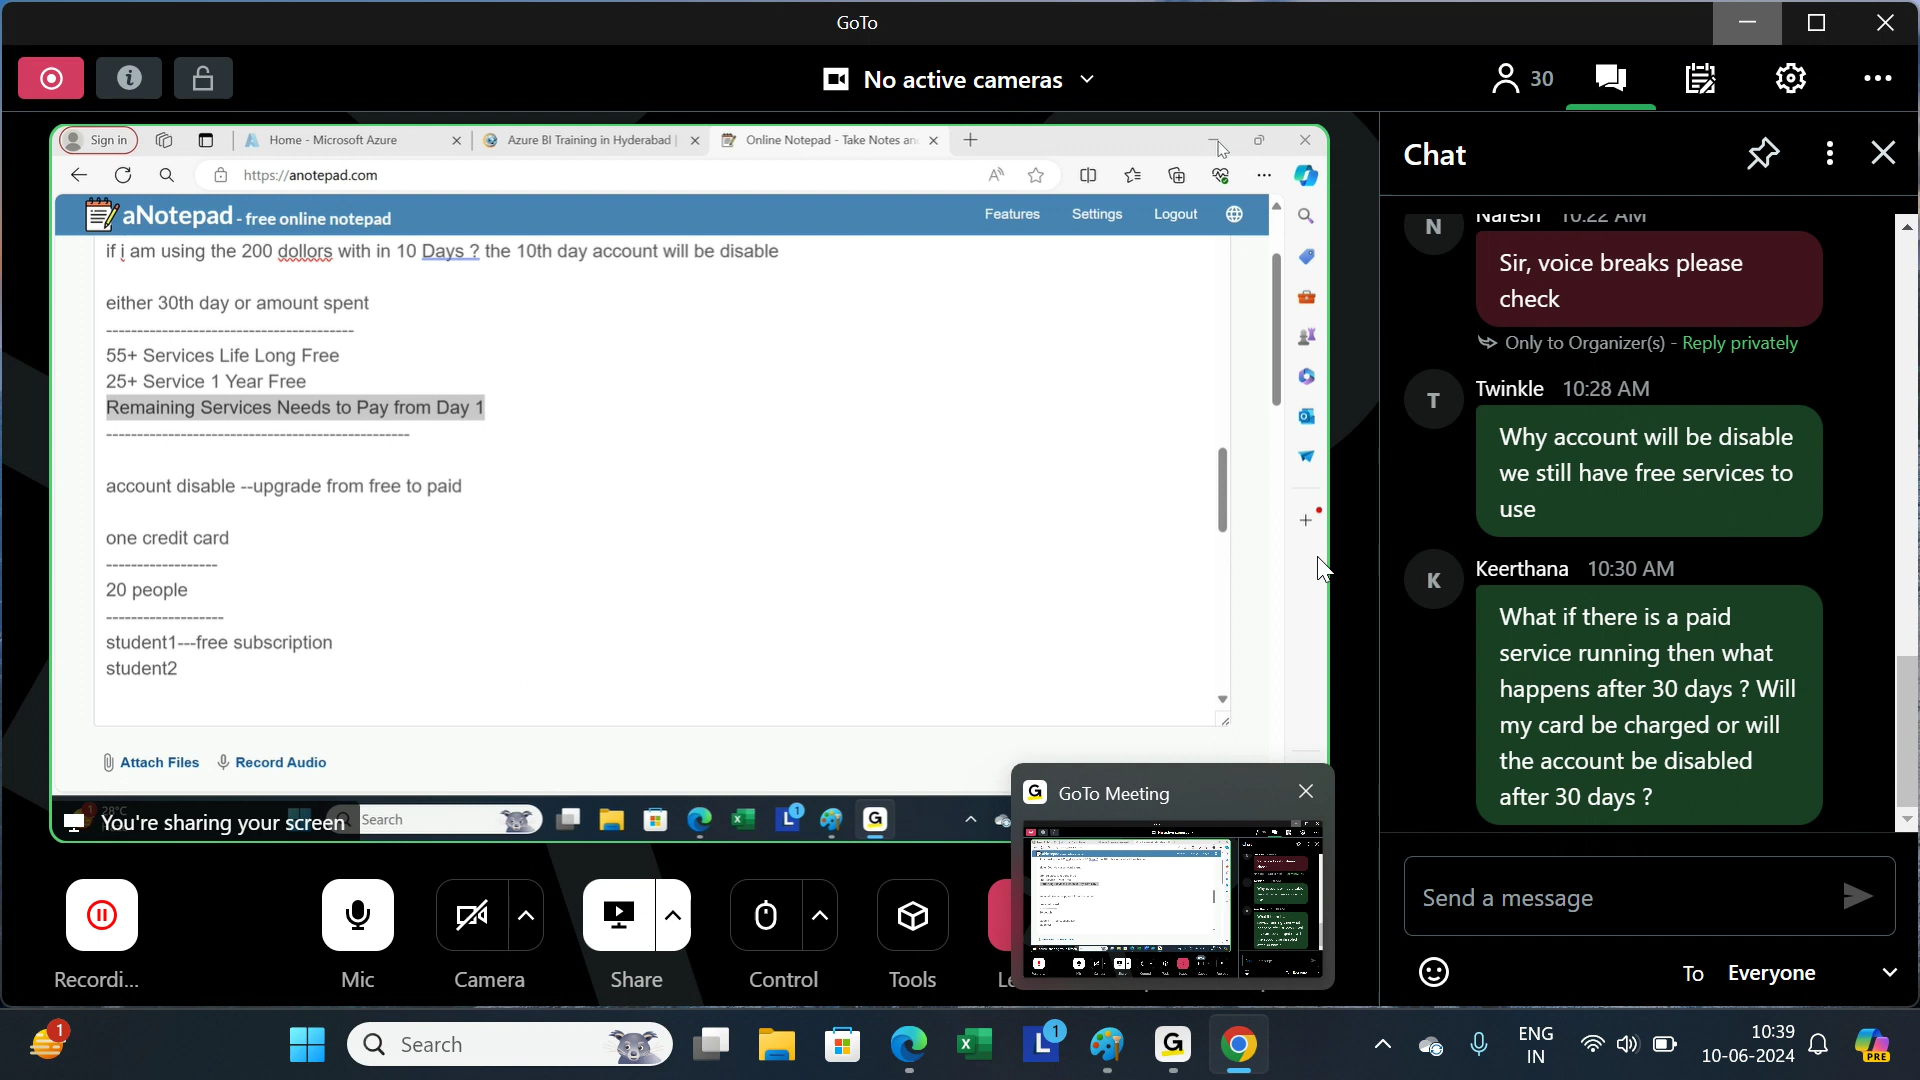 GoTo
No active cameras
30
Sign in
Home - Microsoft Azure
Azure BI Training in Hyderabad |
Online Notepad - Take Notes an
https://anotepad.com
aNotepad - free online notepad
Features
Settings
Logout
if i am using the 200 dollors with in 10 Days ? the 10th day account will be disable
either 30th day or amount spent
----------------------------------------
55+ Services Life Long Free
25+ Service 1 Year Free
Remaining Services Needs to Pay from Day 1
-------------------------------------------------
account disable --upgrade from free to paid
one credit card
------------------
20 people
-------------------
student1---free subscription
student2
Attach Files
Record Audio
28°C
You're sharing your screen
Search
GoTo Meeting
Chat
Naresh 10:22 AM
Sir, voice breaks please
check
Only to Organizer(s) - Reply privately
Twinkle 10:28 AM
Why account will be disable
we still have free services to
use
Keerthana 10:30 AM
What if there is a paid
service running then what
happens after 30 days ? Will
my card be charged or will
the account be disabled
after 30 days ?
Send a message
To Everyone
Recordi...
Mic
Camera
Share
Control
Tools
Search
ENG
IN
10:39
10-06-2024